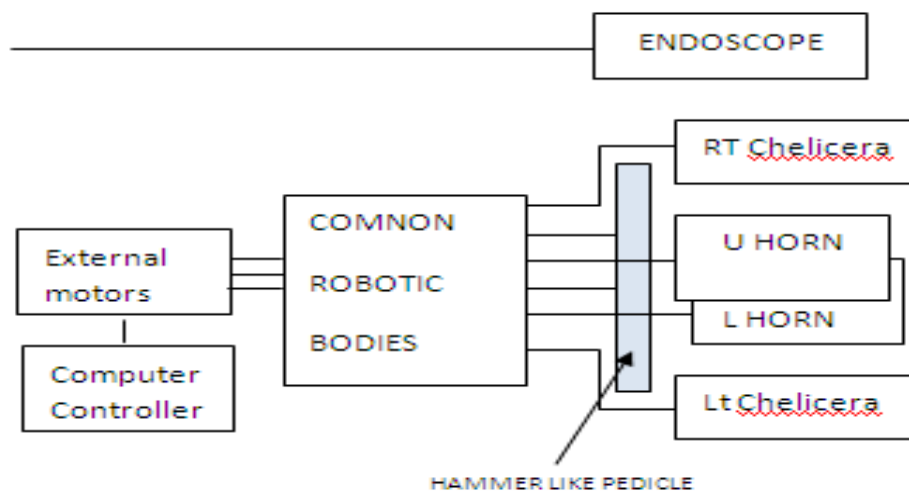 ENDOSCOPE
RT Chelicera
COMNON
ROBOTIC
BODIES
External
motors
U HORN
L HORN
Computer
Controller
Lt Chelicera
HAMMER LIKE PEDICLE